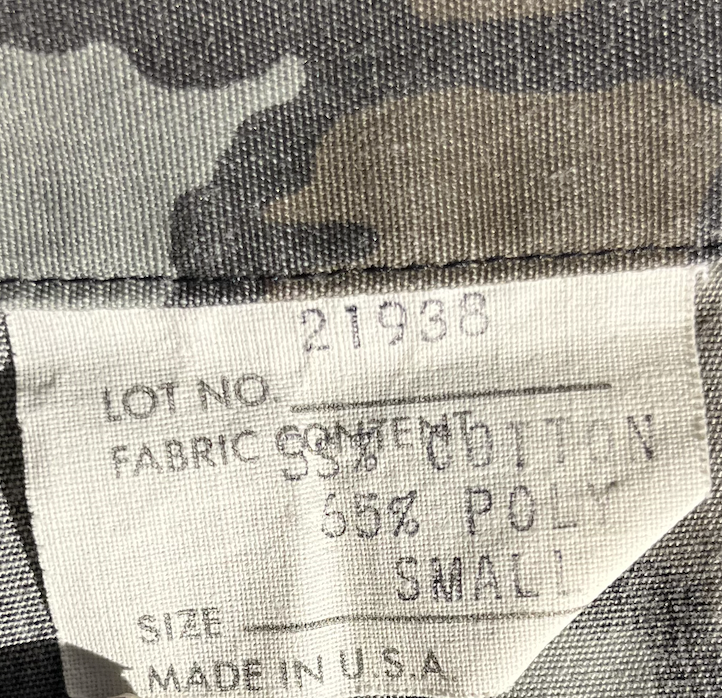 21938
LOT NO.
FABRIC CONTENT
35% COTTON
65% POLY
SMALL
SIZE
MADE IN U.S.A.